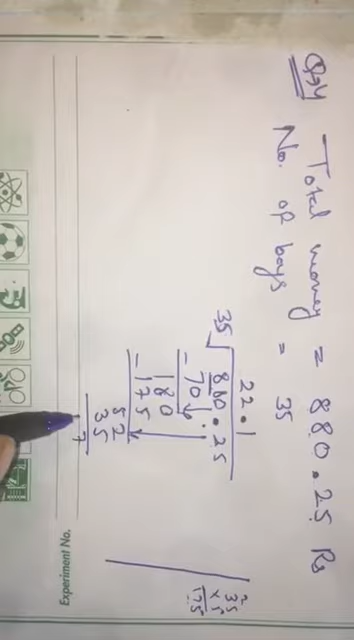 Q24 Total money = 880.25 Rs
No. of boys = 35
22.1
35 880.25
- 70
180
- 175
52
35
7
35
x 5
175
Experiment No.